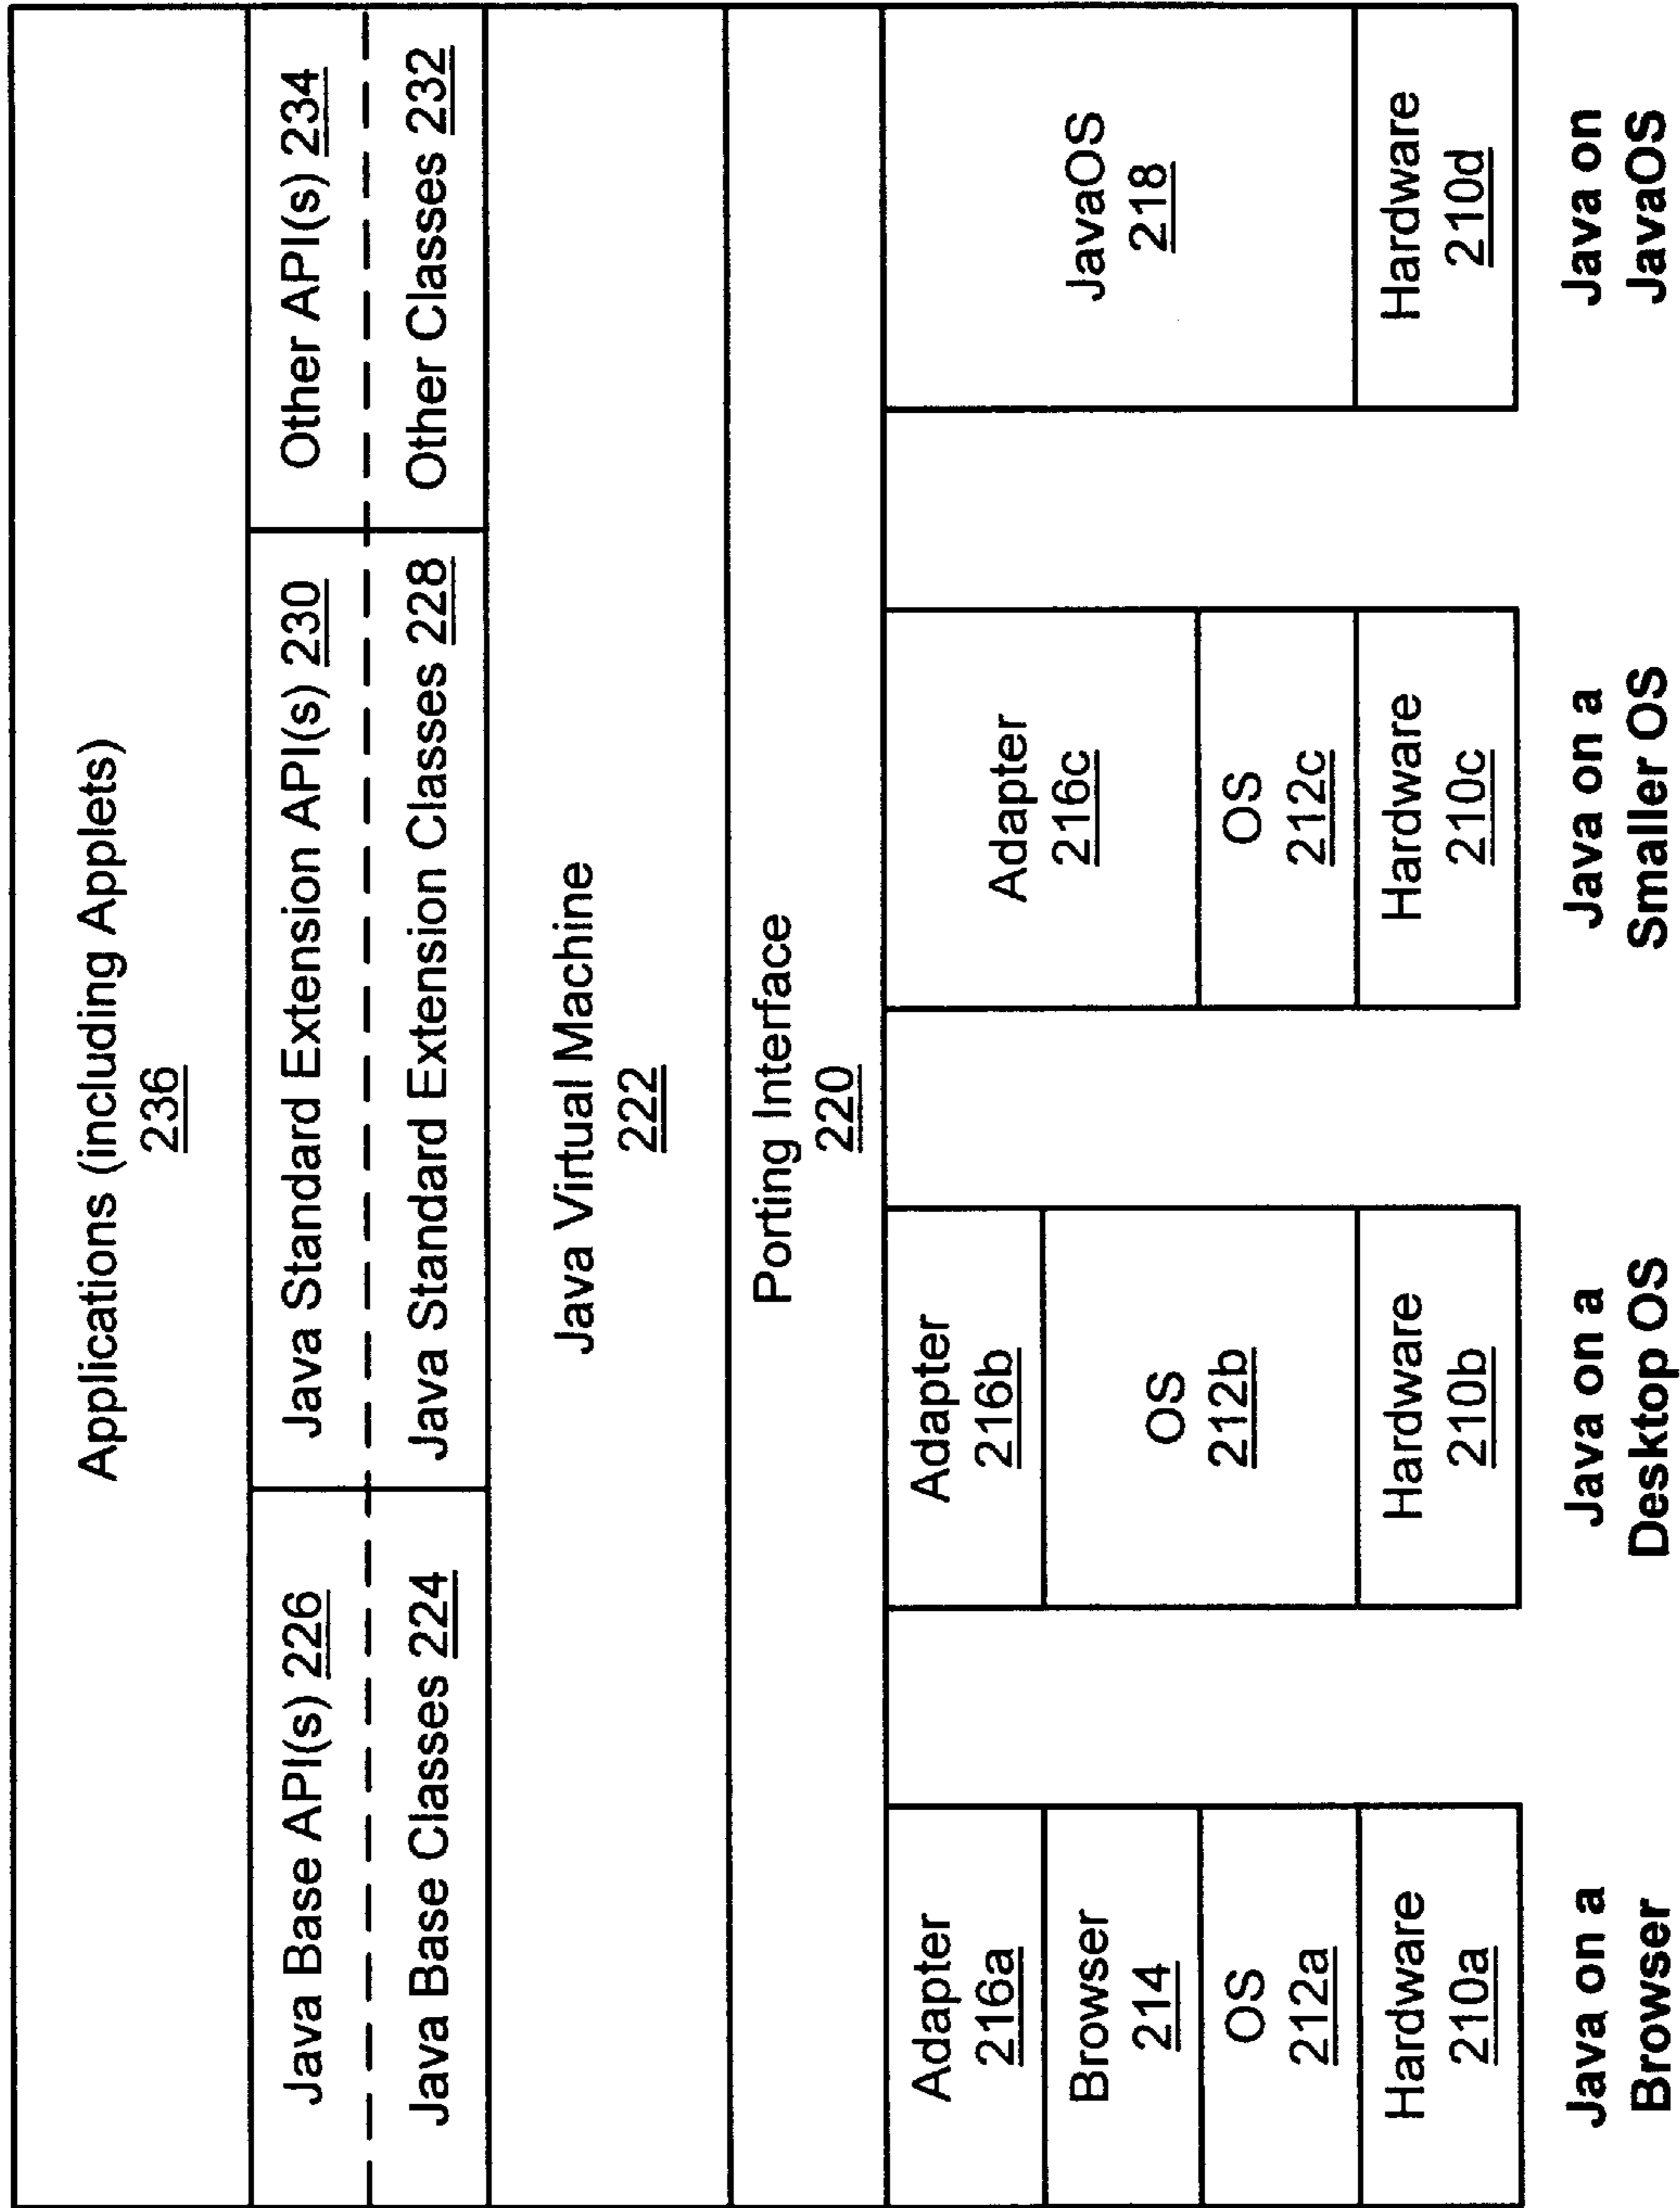 Applications (including Applets)
236
Java Base API(s) 226
Java Standard Extension API(s) 230
Other API(s) 234
Java Base Classes 224
Java Standard Extension Classes 228
Other Classes 232
Java Virtual Machine
222
Porting Interface
220
Adapter
216a
Browser
214
OS
212a
Hardware
210a
Java on a
Browser
Adapter
216b
OS
212b
Hardware
210b
Java on a
Desktop OS
Adapter
216c
OS
212c
Hardware
210c
Java on a
Smaller OS
JavaOS
218
Hardware
210d
Java on
JavaOS